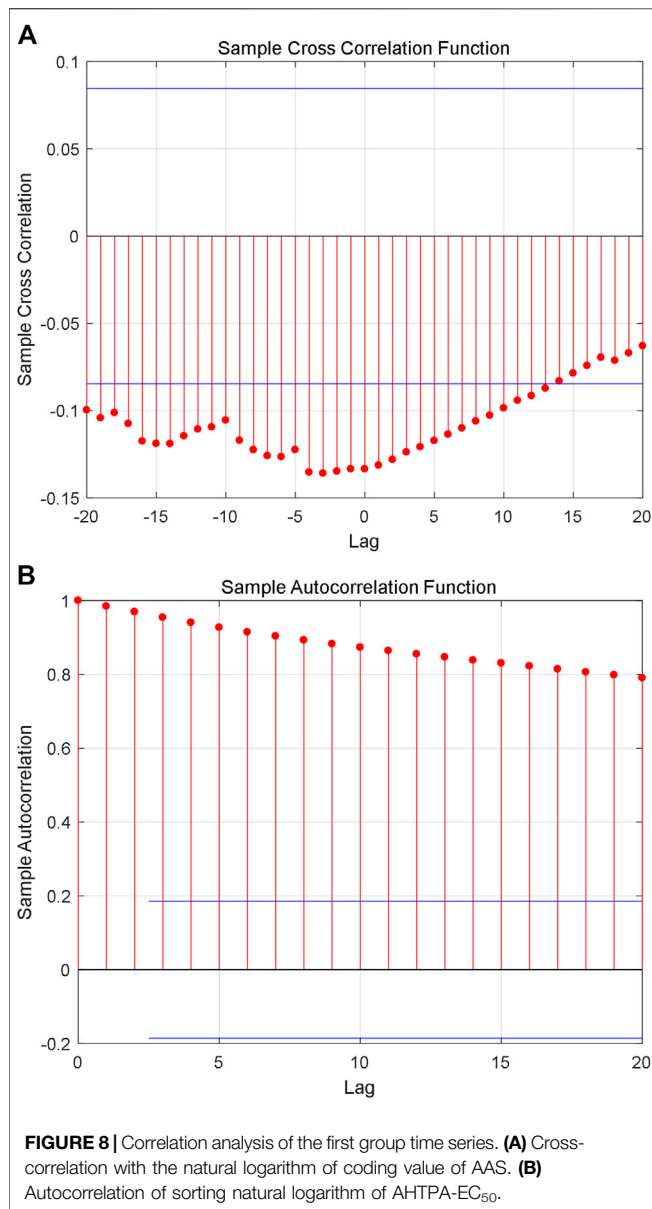 A
Sample Cross Correlation Function
Sample Cross Correlation
0.1
0.05
0
-0.05
-0.1
-0.15
-20 -15 -10 -5 0 5 10 15 20
Lag
B
Sample Autocorrelation Function
Sample Autocorrelation
1
0.8
0.6
0.4
0.2
0
-0.2
0 5 10 15 20
Lag
FIGURE 8 | Correlation analysis of the first group time series. (A) Cross-
correlation with the natural logarithm of coding value of AAS. (B)
Autocorrelation of sorting natural logarithm of AHTPA-EC₅₀.